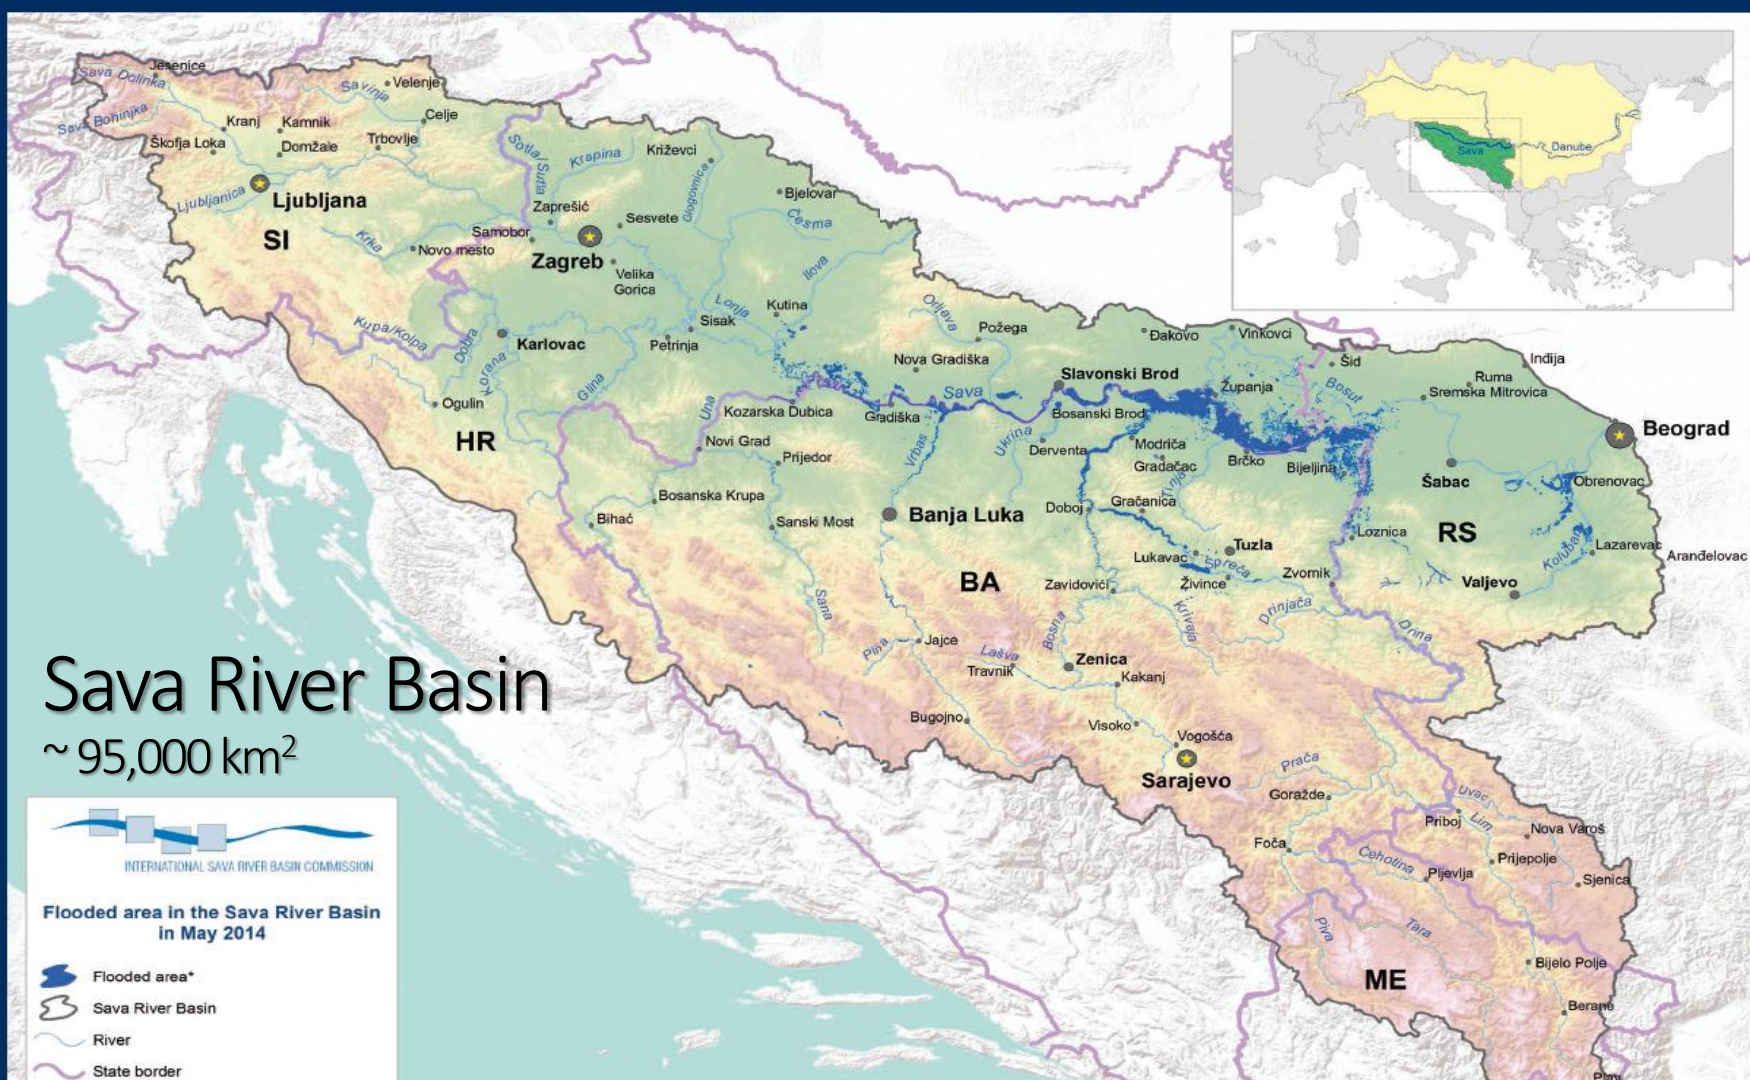 Jesenice
Sava Dolinka
Velenje
Savinja
Sava Bohinjka
Kranj
Kamnik
Celje
Škofja Loka
Domžale
Trbovlje
Sotla/Sutla
Krapina
Križevci
Ljubljanica
Ljubljana
Glogovnica
Bjelovar
Zaprešić
Sesvete
Česma
SI
Krka
Novo mesto
Samobor
Zagreb
Velika
Gorica
Ilova
Kupa/Kolpa
Dobra
Karlovac
Korana
Petrinja
Sisak
Lonja
Kutina
Orljava
Požega
Nova Gradiška
Đakovo
Vinkovci
Šid
Inđija
Ruma
Sremska Mitrovica
Bosut
Županja
Slavonski Brod
Sava
Glina
Ogulin
HR
Una
Kozarska Dubica
Gradiška
Bosanski Brod
Novi Grad
Prijedor
Vrbas
Ukrina
Derventa
Modriča
Gradačac
Tinja
Brčko
Bijeljina
Beograd
Šabac
Obrenovac
Bosanska Krupa
Bihać
Sanski Most
Banja Luka
Doboj
Gračanica
Loznica
RS
Lukavac
Tuzla
Spreča
Živince
Zvornik
Kolubara
Lazarevac
Aranđelovac
Valjevo
BA
Zavidovići
Sana
Krivaja
Drinjača
Drina
Pliva
Jajce
Lašva
Travnik
Bosna
Zenica
Kakanj
Bugojno
Visoko
Vogošća
Sarajevo
Prača
Goražde
Foča
Uvac
Priboj
Lim
Nova Varoš
Prijepolje
Sjenica
Ćehotina
Pljevlja
Piva
Tara
ME
Bijelo Polje
Berane
Sava
Danube
Sava River Basin
~ 95,000 km²
INTERNATIONAL SAVA RIVER BASIN COMMISSION
Flooded area in the Sava River Basin
in May 2014
Flooded area*
Sava River Basin
River
State border